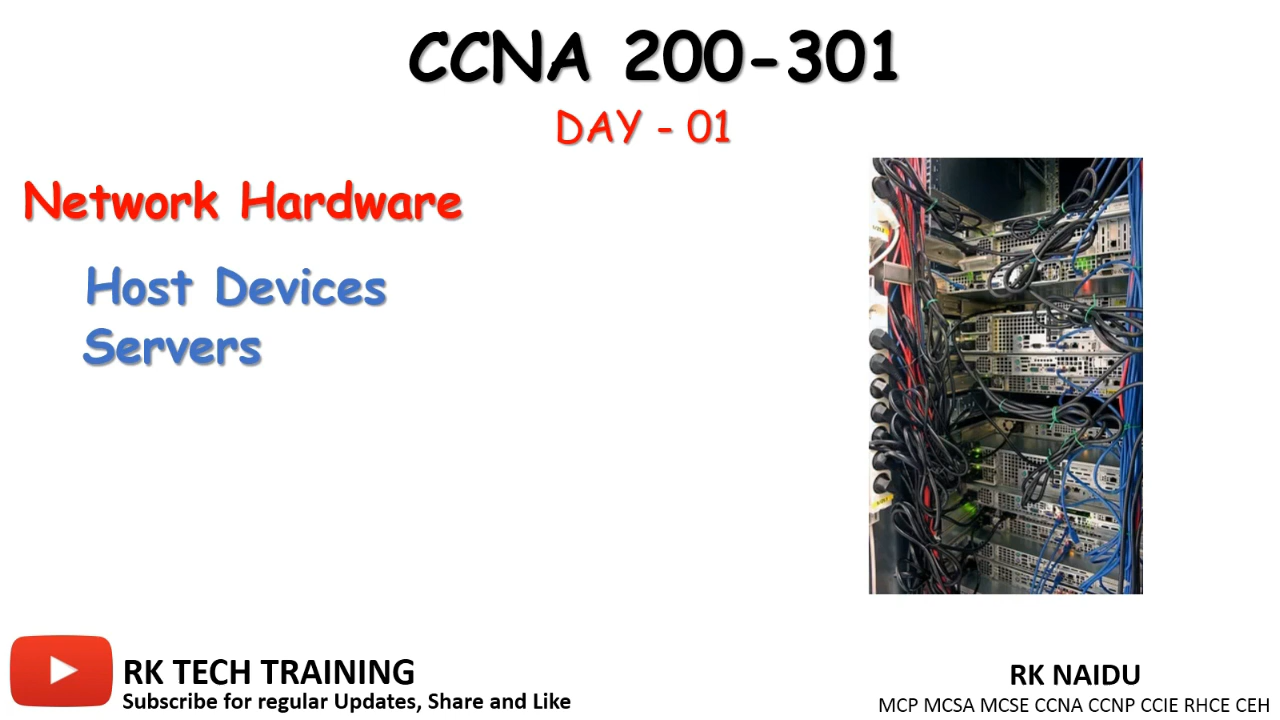 CCNA 200-301
DAY - 01
Network Hardware
Host Devices
Servers
RK TECH TRAINING
Subscribe for regular Updates, Share and Like
RK NAIDU
MCP MCSA MCSE CCNA CCNP CCIE RHCE CEH